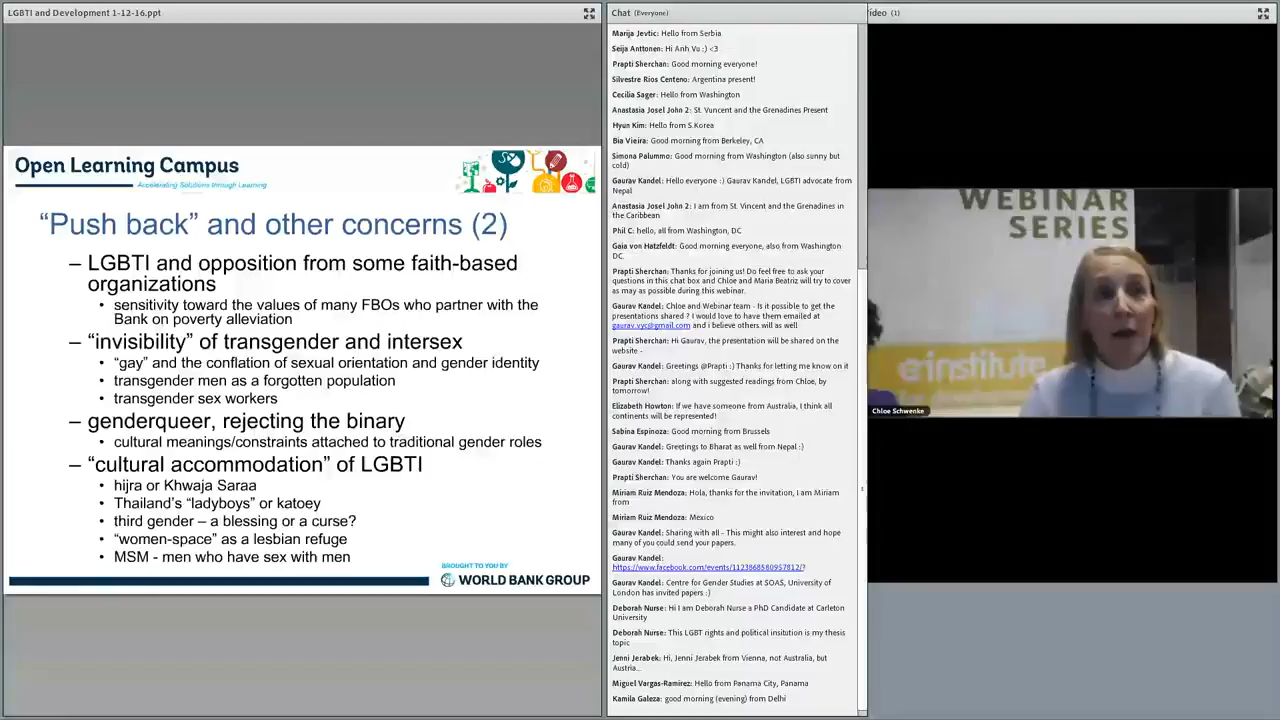 LGBTI and Development 1-12-16.ppt
Open Learning Campus
Accelerating Solutions through Learning
“Push back” and other concerns (2)
– LGBTI and opposition from some faith-based
organizations
• sensitivity toward the values of many FBOs who partner with the
Bank on poverty alleviation
– “invisibility” of transgender and intersex
• “gay” and the conflation of sexual orientation and gender identity
• transgender men as a forgotten population
• transgender sex workers
– genderqueer, rejecting the binary
• cultural meanings/constraints attached to traditional gender roles
– “cultural accommodation” of LGBTI
• hijra or Khwaja Saraa
• Thailand’s “ladyboys” or katoey
• third gender – a blessing or a curse?
• “women-space” as a lesbian refuge
• MSM - men who have sex with men
BROUGHT TO YOU BY
WORLD BANK GROUP
Chat (Everyone)
Marija Jevtic: Hello from Serbia
Seija Anttonen: Hi Anh Vu :) <3
Prapti Sherchan: Good morning everyone!
Silvestre Rios Centeno: Argentina present!
Cecilia Sager: Hello from Washington
Anastasia Josel John 2: St. Vuncent and the Grenadines Present
Hyun Kim: Hello from S.Korea
Bia Vieira: Good morning from Berkeley, CA
Simona Palummo: Good morning from Washington (also sunny but
cold)
Gaurav Kandel: Hello everyone :) Gaurav Kandel, LGBTI advocate from
Nepal
Anastasia Josel John 2: I am from St. Vincent and the Grenadines in
the Caribbean
Phil C: hello, all from Washington, DC
Gaia von Hatzfeldt: Good morning everyone, also from Washington
DC.
Prapti Sherchan: Thanks for joining us! Do feel free to ask your
questions in this chat box and Chloe and Maria Beatriz will try to cover
as may as possible during this webinar.
Gaurav Kandel: Chloe and Webinar team - Is it possible to get the
presentations shared ? I would love to have them emailed at
gaurav.vyc@gmail.com and i believe others will as well
Prapti Sherchan: Hi Gaurav, the presentation will be shared on the
website -
Gaurav Kandel: Greetings @Prapti :) Thanks for letting me know on it
Prapti Sherchan: along with suggested readings from Chloe, by
tomorrow!
Elizabeth Howton: If we have someone from Australia, I think all
continents will be represented!
Sabina Espinoza: Good morning from Brussels
Gaurav Kandel: Greetings to Bharat as well from Nepal :)
Gaurav Kandel: Thanks again Prapti :)
Prapti Sherchan: You are welcome Gaurav!
Miriam Ruiz Mendoza: Hola, thanks for the invitation, I am Miriam
from
Miriam Ruiz Mendoza: México
Gaurav Kandel: Sharing with all - This might also interest and hope
many of you could send your papers.
Gaurav Kandel:
https://www.facebook.com/events/1123868580957812/?
Gaurav Kandel: Centre for Gender Studies at SOAS, University of
London has invited papers :)
Deborah Nurse: Hi I am Deborah Nurse a PhD Candidate at Carleton
University
Deborah Nurse: This LGBT rights and political insitution is my thesis
topic
Jenni Jerabek: Hi, Jenni Jerabek from Vienna, not Australia, but
Austria...
Miguel Vargas-Ramirez: Hello from Panama City, Panama
Kamila Galeza: good morning (evening) from Delhi
ideo (1)
WEBINAR
SERIES
e-institute
Chloe Schwenke